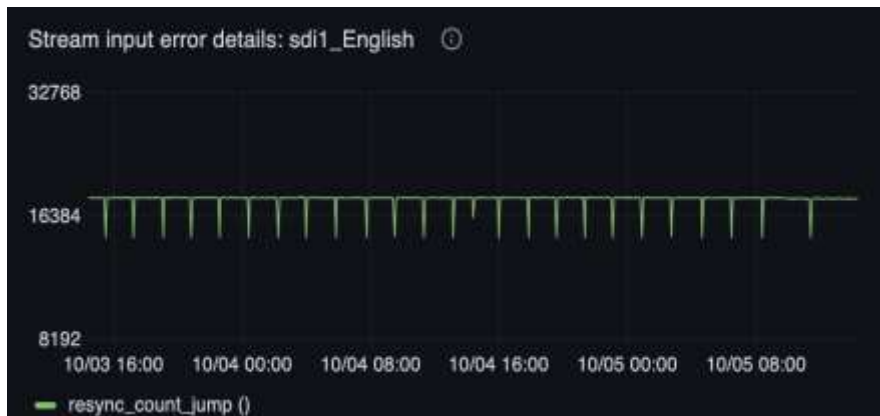 Stream input error details: sdi1_English
32768
16384
8192
10/03 16:00 10/04 00:00 10/04 08:00 10/04 16:00 10/05 00:00 10/05 08:00
resync_count_jump ()